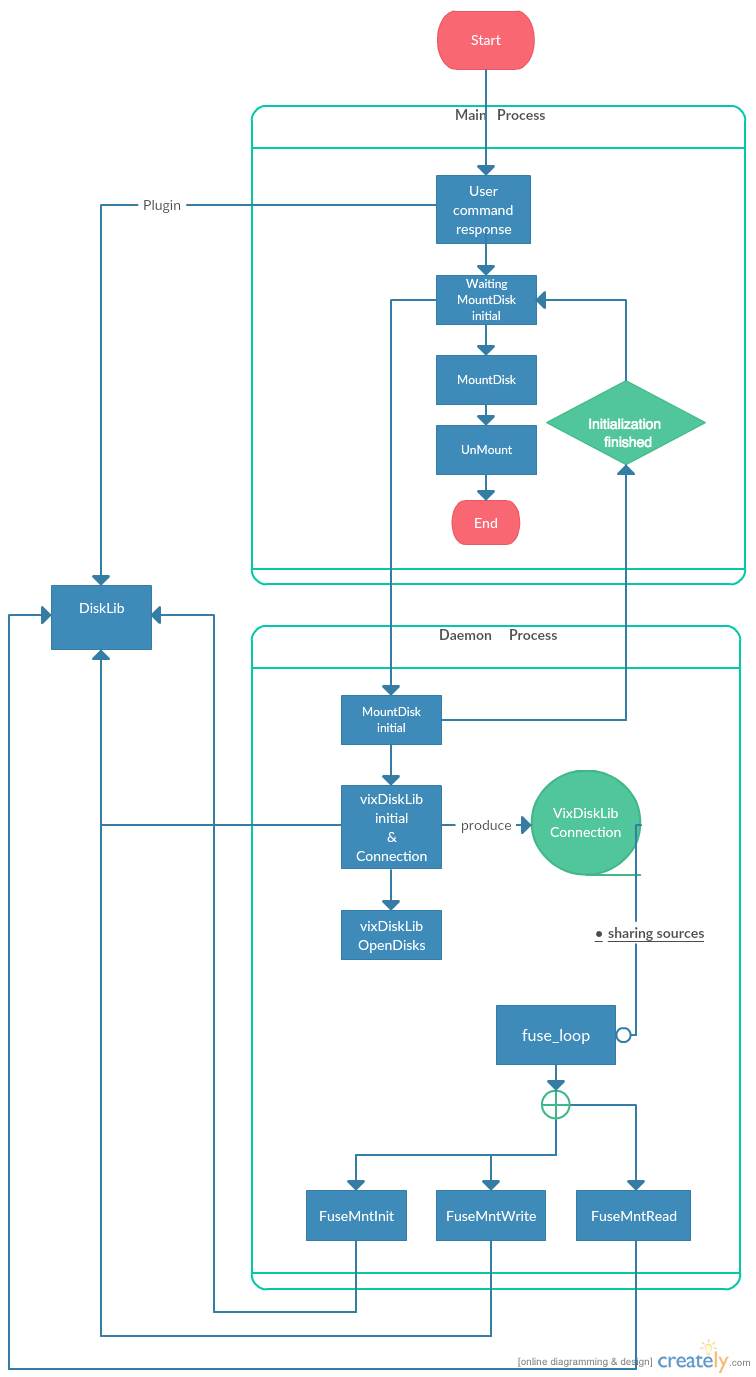 Start
Main Process
User
command
response
Plugin
Waiting
MountDisk
initial
MountDisk
Initialization
finished
UnMount
End
DiskLib
Daemon Process
MountDisk
initial
vixDiskLib
initial
&
Connection
produce
VixDiskLib
Connection
vixDiskLib
OpenDisks
• sharing sources
fuse_loop
FuseMntInit
FuseMntWrite
FuseMntRead
[online diagramming & design] creately.com